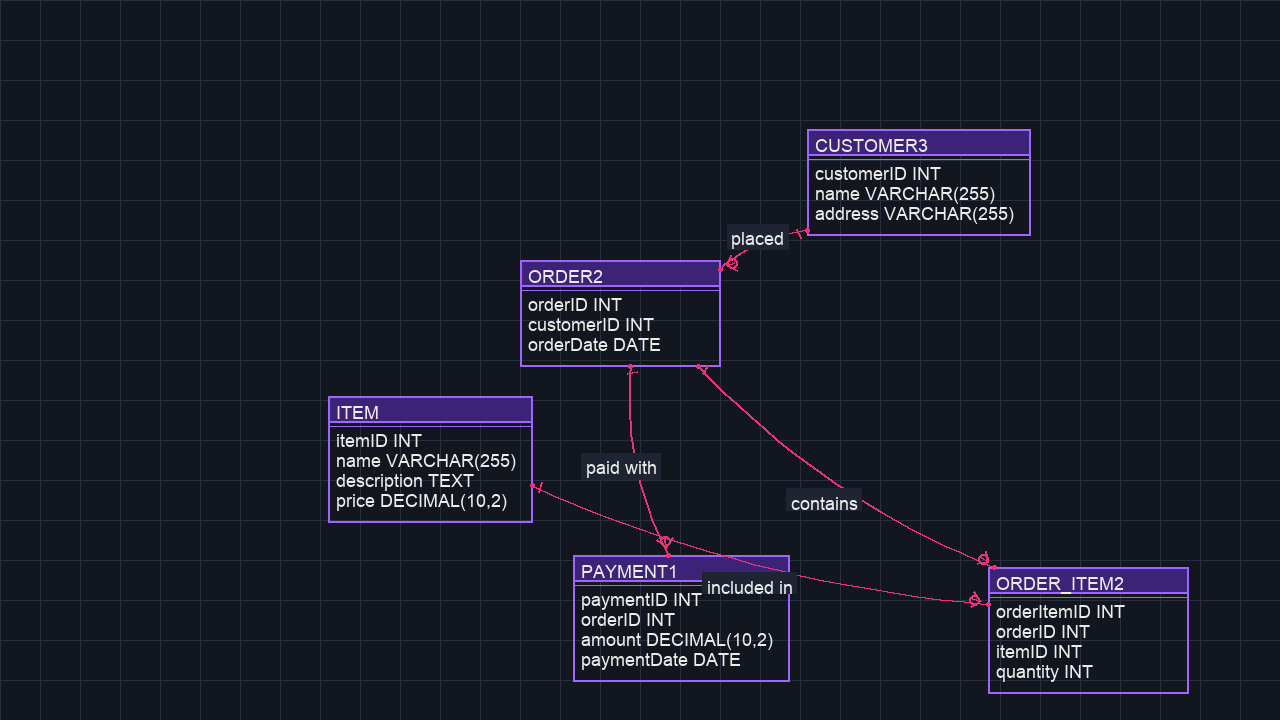 CUSTOMER3
customerID INT
name VARCHAR(255)
address VARCHAR(255)
placed
ORDER2
orderID INT
customerID INT
orderDate DATE
ITEM
itemID INT
name VARCHAR(255)
description TEXT
price DECIMAL(10,2)
paid with
contains
PAYMENT1
paymentID INT
orderID INT
amount DECIMAL(10,2)
paymentDate DATE
included in
ORDER_ITEM2
orderItemID INT
orderID INT
itemID INT
quantity INT